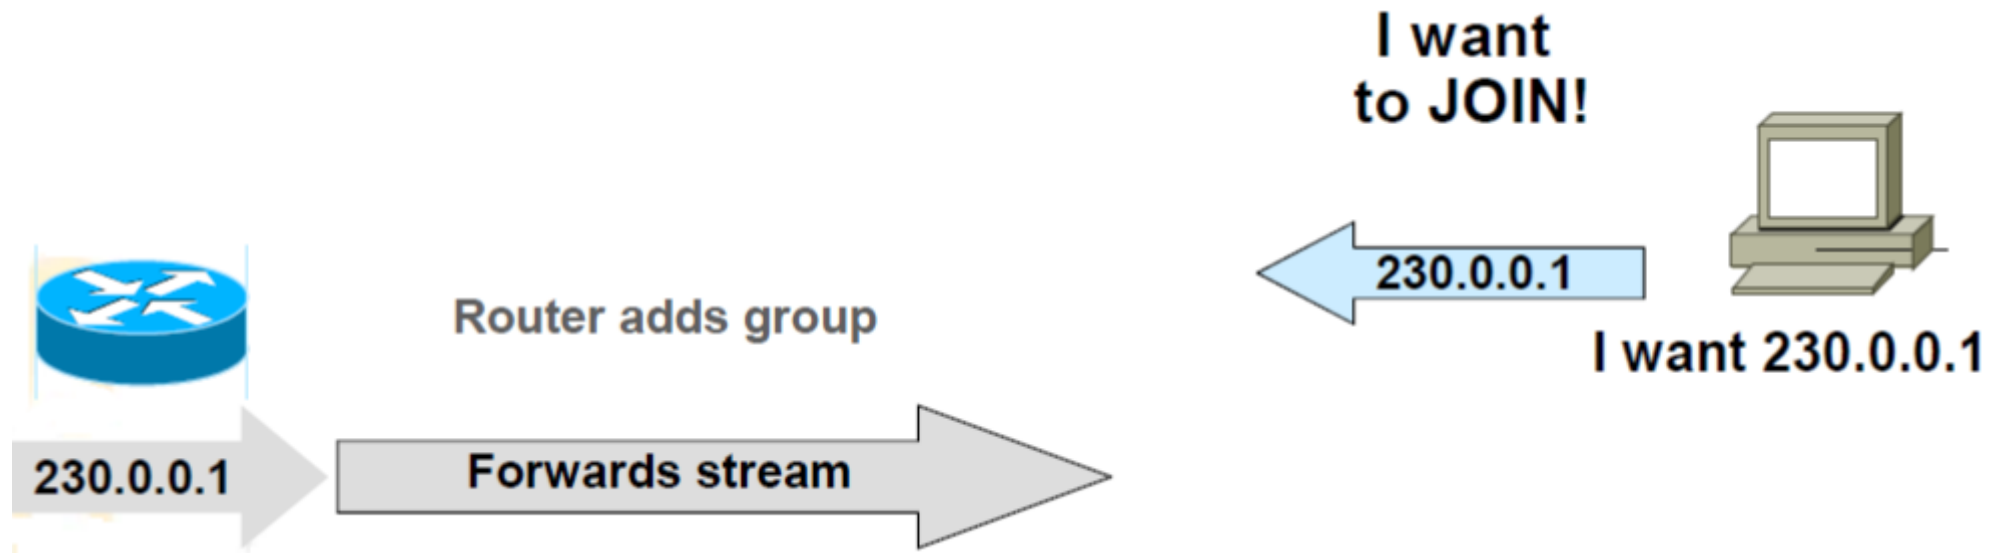 I want
to JOIN!
230.0.0.1
Router adds group
I want 230.0.0.1
230.0.0.1
Forwards stream